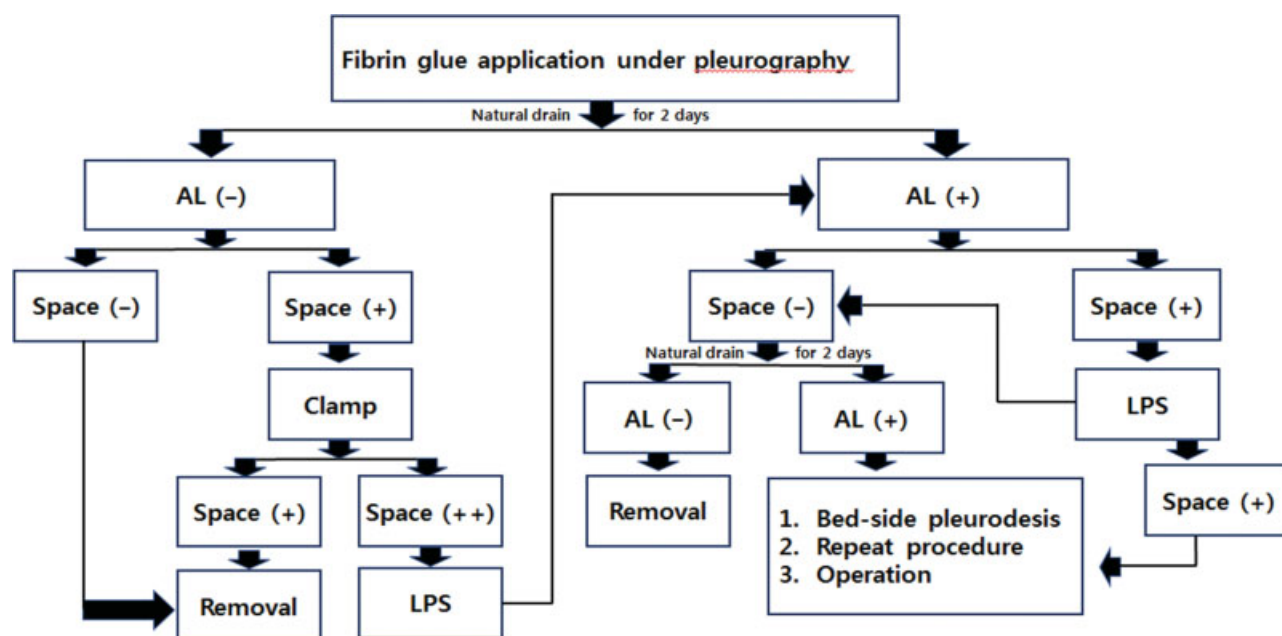 Fibrin glue application under pleurography
Natural drain for 2 days
AL (−)
AL (+)
Space (−)
Space (+)
Space (−)
Space (+)
Natural drain for 2 days
Clamp
AL (−)
AL (+)
LPS
Space (+)
Space (++)
Removal
1. Bed-side pleurodesis
2. Repeat procedure
3. Operation
Space (+)
Removal
LPS